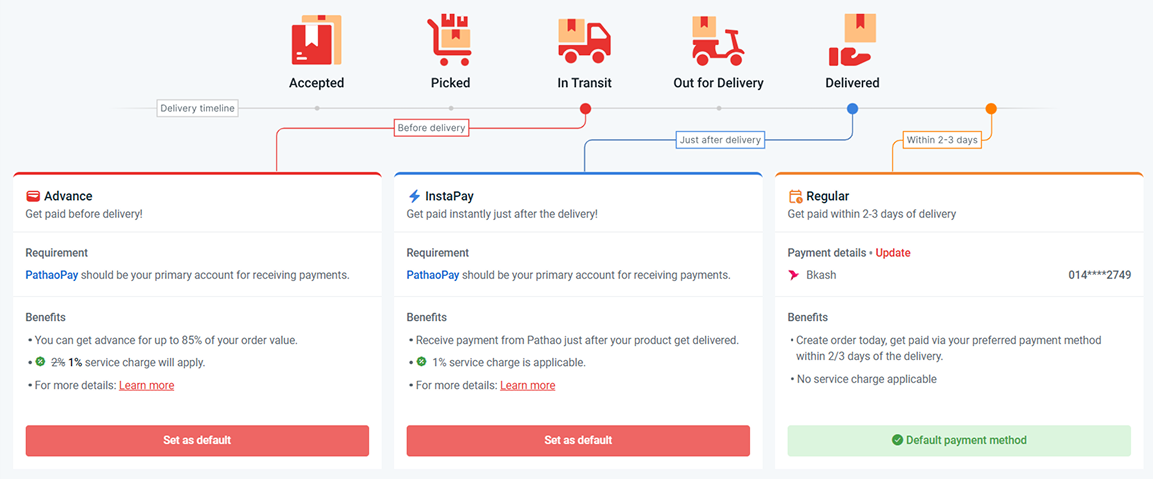 Accepted
Picked
In Transit
Out for Delivery
Delivered
Delivery timeline
Before delivery
Just after delivery
Within 2-3 days
Advance
Get paid before delivery!
Requirement
PathaoPay should be your primary account for receiving payments.
Benefits
• You can get advance for up to 85% of your order value.
• 2% 1% service charge will apply.
• For more details: Learn more
Set as default
InstaPay
Get paid instantly just after the delivery!
Requirement
PathaoPay should be your primary account for receiving payments.
Benefits
• Receive payment from Pathao just after your product get delivered.
• 1% service charge is applicable.
• For more details: Learn more
Set as default
Regular
Get paid within 2-3 days of delivery
Payment details • Update
Bkash 014****2749
Benefits
• Create order today, get paid via your preferred payment method
within 2/3 days of the delivery.
• No service charge applicable
Default payment method